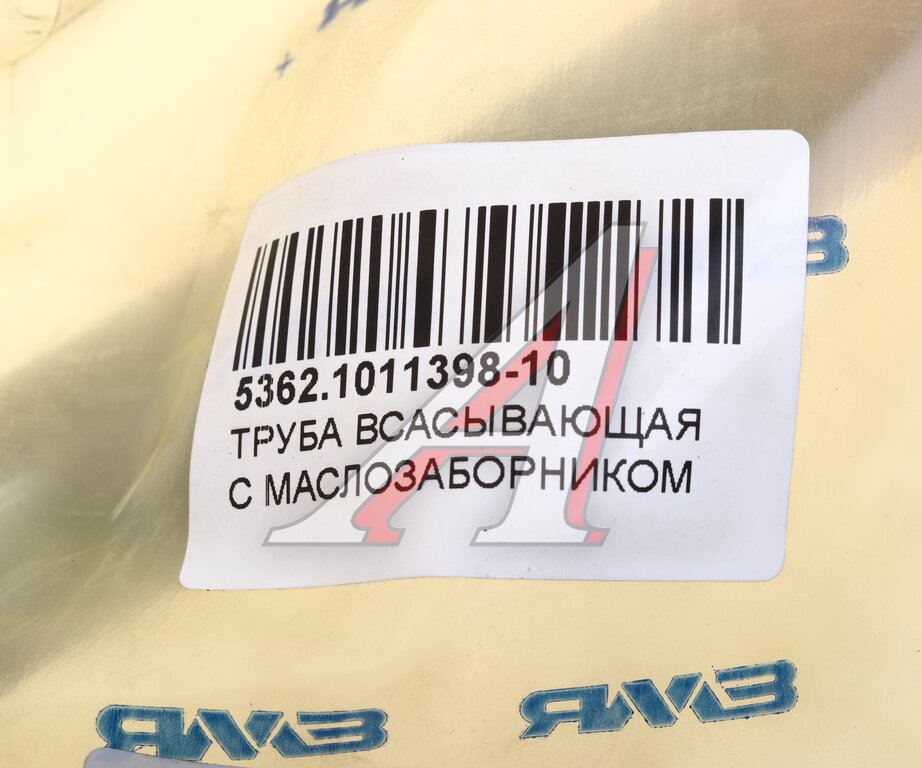 5362.1011398-10
ТРУБА ВСАСЫВАЮЩАЯ
С МАСЛОЗАБОРНИКОМ
ЯМЗ
ЯМЗ